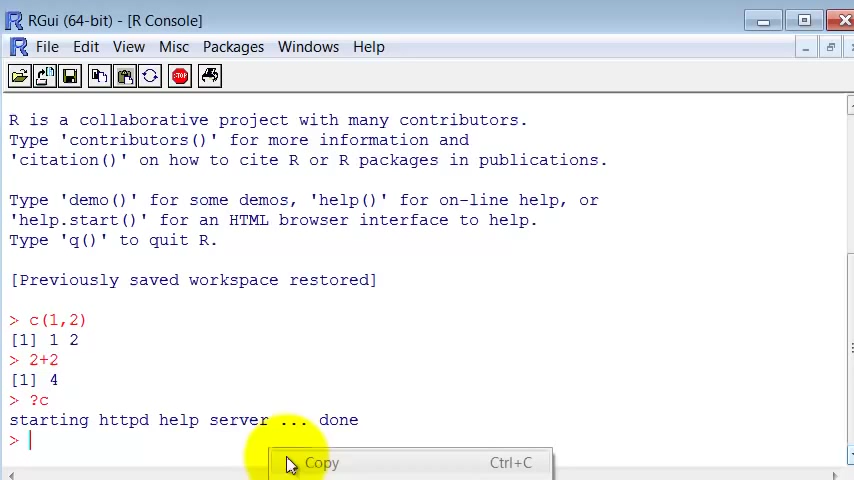 RGui (64-bit) - [R Console]
File Edit View Misc Packages Windows Help
STOP
R is a collaborative project with many contributors.
Type 'contributors()' for more information and
'citation()' on how to cite R or R packages in publications.
Type 'demo()' for some demos, 'help()' for on-line help, or
'help.start()' for an HTML browser interface to help.
Type 'q()' to quit R.
[Previously saved workspace restored]
> c(1,2)
[1] 1 2
> 2+2
[1] 4
> ?c
starting httpd help server ... done
>
Copy Ctrl+C